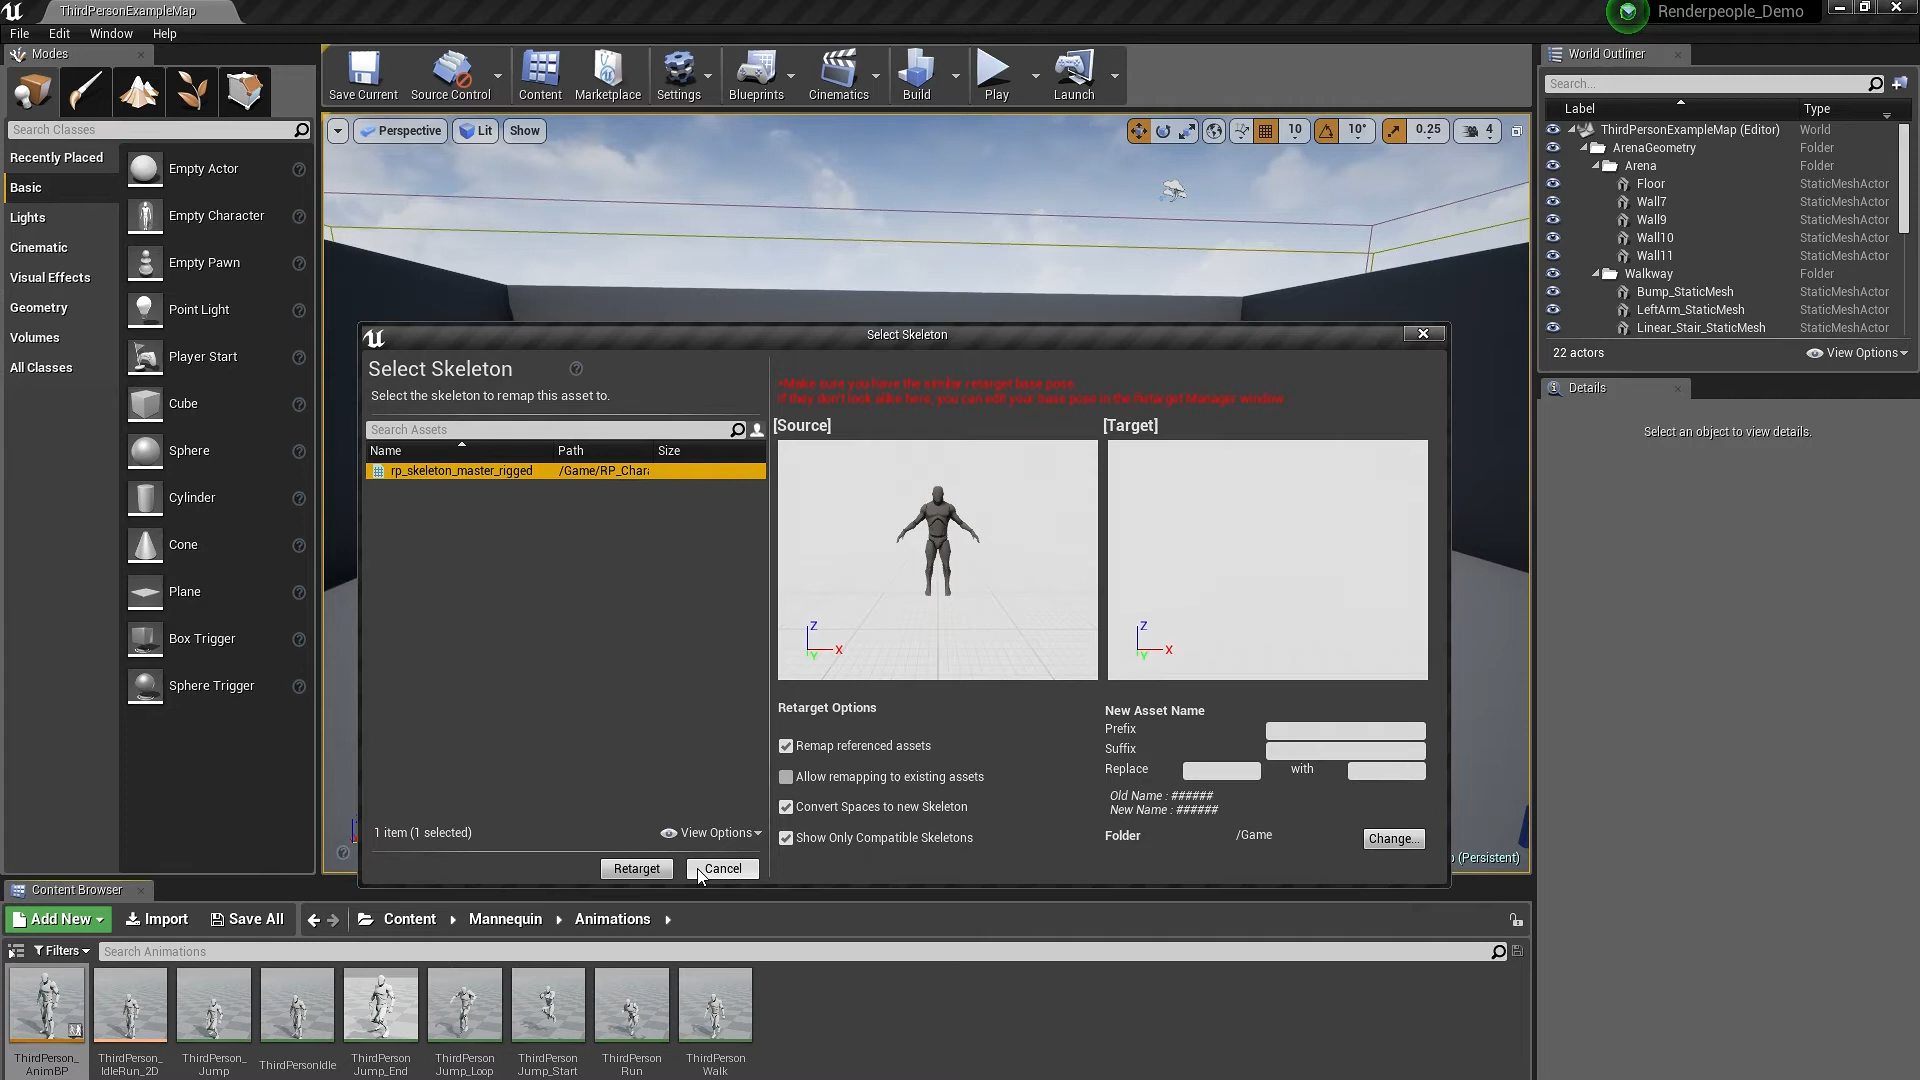 ThirdPersonExampleMap
Renderpeople_Demo
File
Edit
Window
Help
Modes
Search Classes
Recently Placed
Basic
Lights
Cinematic
Visual Effects
Geometry
Volumes
All Classes
Empty Actor
Empty Character
Empty Pawn
Point Light
Player Start
Cube
Sphere
Cylinder
Cone
Plane
Box Trigger
Sphere Trigger
Save Current
Source Control
Content
Marketplace
Settings
Blueprints
Cinematics
Build
Play
Launch
Perspective
Lit
Show
10
10°
0.25
4
Select Skeleton
Select Skeleton
Select the skeleton to remap this asset to.
Search Assets
Name
Path
Size
rp_skeleton_master_rigged
/Game/RP_Chara
1 item (1 selected)
View Options
Retarget
Cancel
*Make sure you have the similar retarget base pose.
If they don't look alike here, you can edit your base pose in the Retarget Manager window.
[Source]
[Target]
Z
X
Y
Z
X
Y
Retarget Options
Remap referenced assets
Allow remapping to existing assets
Convert Spaces to new Skeleton
Show Only Compatible Skeletons
New Asset Name
Prefix
Suffix
Replace
with
Old Name : ######
New Name : ######
Folder
/Game
Change...
(Persistent)
World Outliner
Search...
Label
Type
ThirdPersonExampleMap (Editor)
World
ArenaGeometry
Folder
Arena
Folder
Floor
StaticMeshActor
Wall7
StaticMeshActor
Wall9
StaticMeshActor
Wall10
StaticMeshActor
Wall11
StaticMeshActor
Walkway
Folder
Bump_StaticMesh
StaticMeshActor
LeftArm_StaticMesh
StaticMeshActor
Linear_Stair_StaticMesh
StaticMeshActor
22 actors
View Options
Details
Select an object to view details.
Content Browser
Add New
Import
Save All
Content
Mannequin
Animations
Filters
Search Animations
ThirdPerson_
AnimBP
ThirdPerson_
IdleRun_2D
ThirdPerson_
Jump
ThirdPersonIdle
ThirdPerson
Jump_End
ThirdPerson
Jump_Loop
ThirdPerson
Jump_Start
ThirdPerson
Run
ThirdPerson
Walk